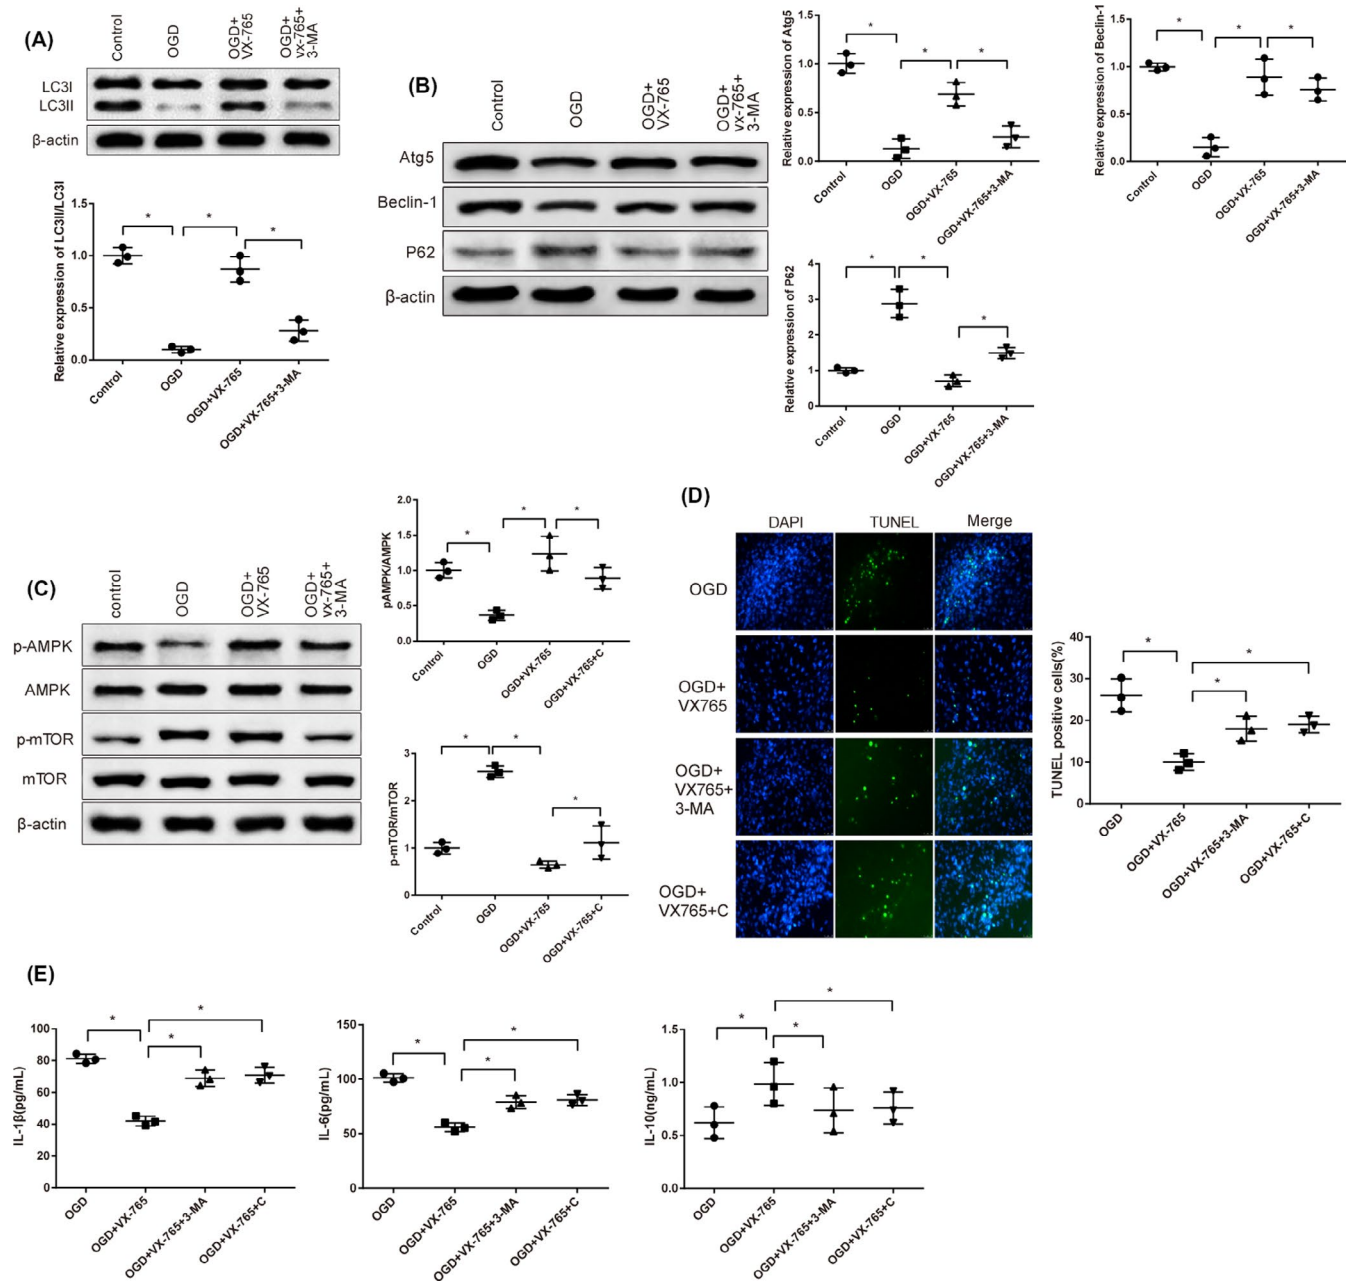 (A)
Control
OGD
OGD+
VX-765
OGD+
vx-765+
3-MA
LC3I
LC3II
β-actin
Relative expression of LC3II/LC3I
1.5
1.0
0.5
0.0
*
*
*
Control
OGD
OGD+VX-765
OGD+VX-765+3-MA
(B)
Control
OGD
OGD+
VX-765
OGD+
vx-765+
3-MA
Atg5
Beclin-1
P62
β-actin
Relative expression of Atg5
1.5
1.0
0.5
0.0
*
*
*
Control
OGD
OGD+VX-765
OGD+VX-765+3-MA
Relative expression of Beclin-1
1.5
1.0
0.5
0.0
*
*
*
Control
OGD
OGD+VX-765
OGD+VX-765+3-MA
Relative expression of P62
4
3
2
1
0
*
*
*
Control
OGD
OGD+VX-765
OGD+VX-765+3-MA
(C)
control
OGD
OGD+
VX-765
OGD+
vx-765+
3-MA
p-AMPK
AMPK
p-mTOR
mTOR
β-actin
pAMPK/AMPK
2.0
1.5
1.0
0.5
0.0
*
*
*
Control
OGD
OGD+VX-765
OGD+VX-765+C
p-mTOR/mTOR
3
2
1
0
*
*
*
Control
OGD
OGD+VX-765
OGD+VX-765+C
(D)
DAPI
TUNEL
Merge
OGD
OGD+
VX765
OGD+
VX765+
3-MA
OGD+
VX765+C
TUNEL positive cells(%)
40
30
20
10
0
*
*
*
OGD
OGD+VX-765
OGD+VX-765+3-MA
OGD+VX-765+C
(E)
IL-1β(pg/mL)
100
80
60
40
20
0
*
*
*
OGD
OGD+VX-765
OGD+VX-765+3-MA
OGD+VX-765+C
IL-6(pg/mL)
150
100
50
0
*
*
*
OGD
OGD+VX-765
OGD+VX-765+3-MA
OGD+VX-765+C
IL-10(ng/mL)
1.5
1.0
0.5
0.0
*
*
*
OGD
OGD+VX-765
OGD+VX-765+3-MA
OGD+VX-765+C